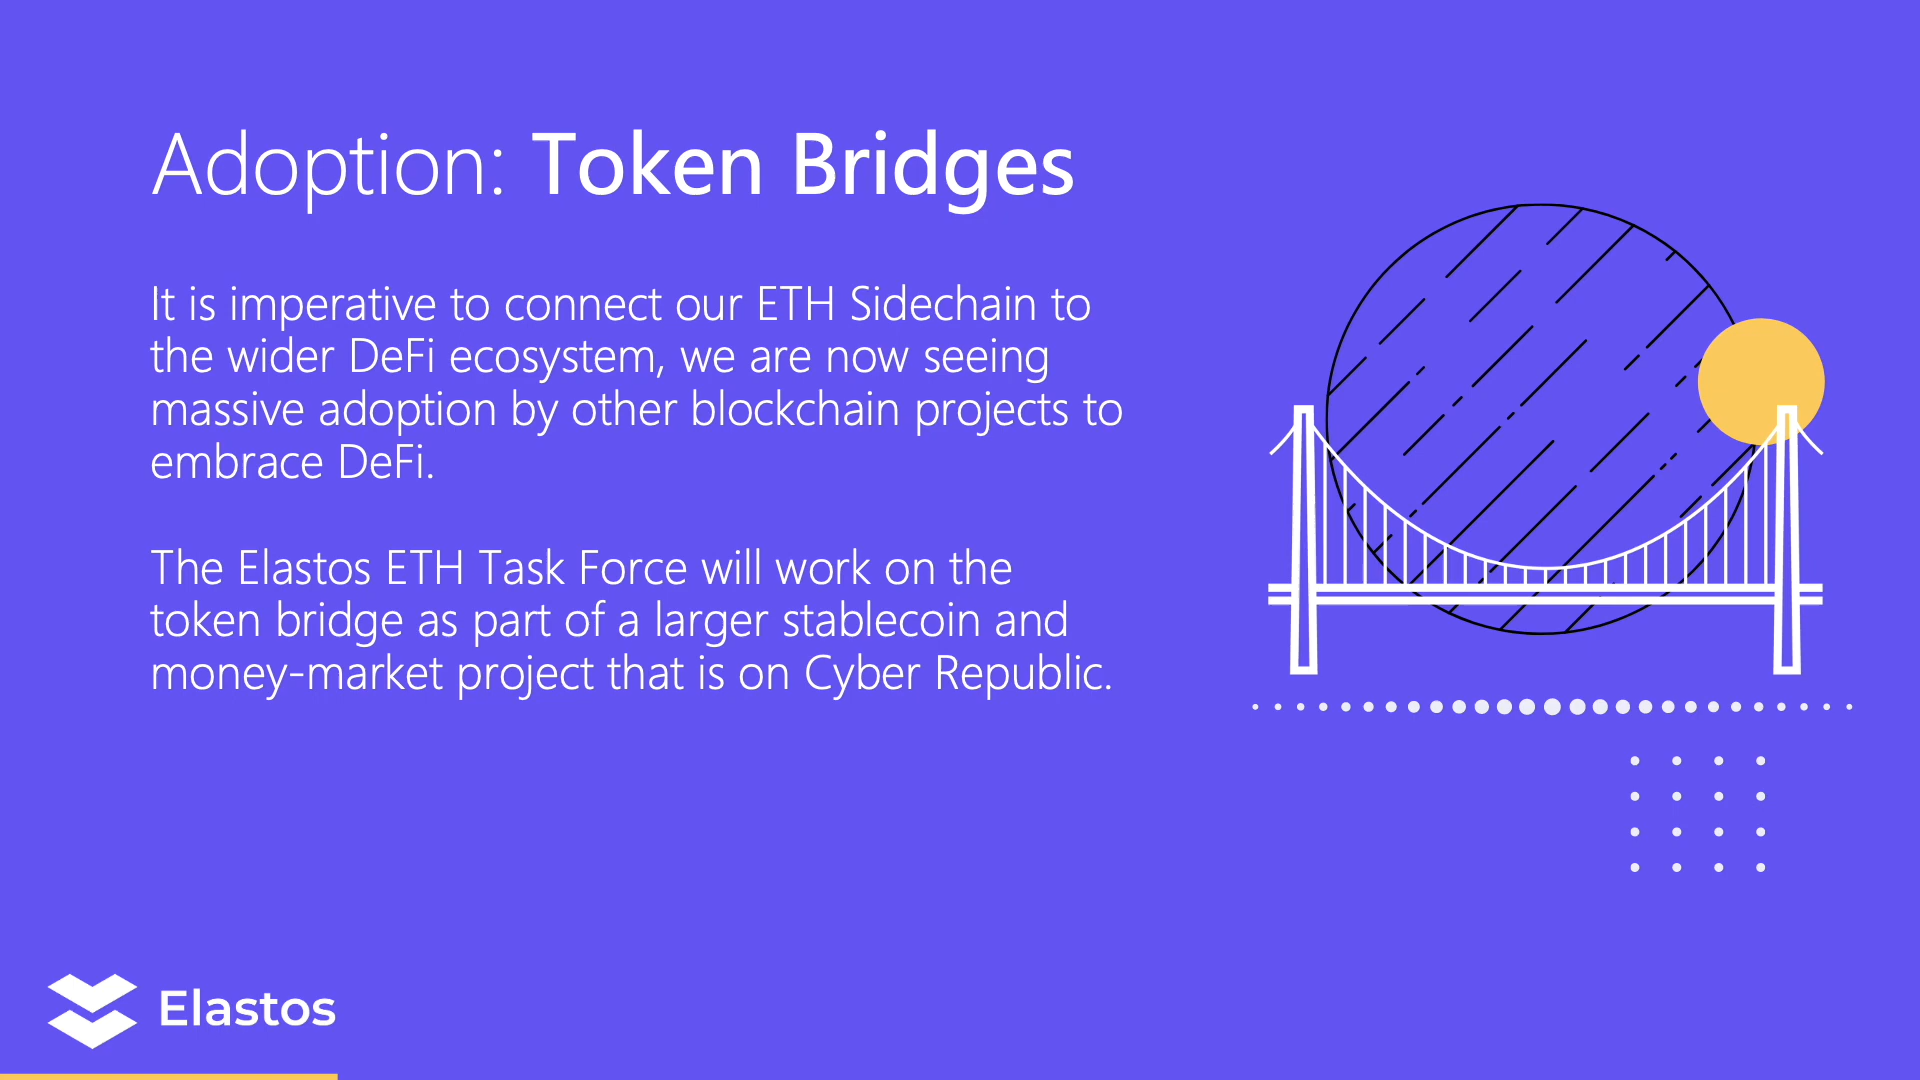 Adoption: Token Bridges
It is imperative to connect our ETH Sidechain to
the wider DeFi ecosystem, we are now seeing
massive adoption by other blockchain projects to
embrace DeFi.
The Elastos ETH Task Force will work on the
token bridge as part of a larger stablecoin and
money-market project that is on Cyber Republic.
Elastos